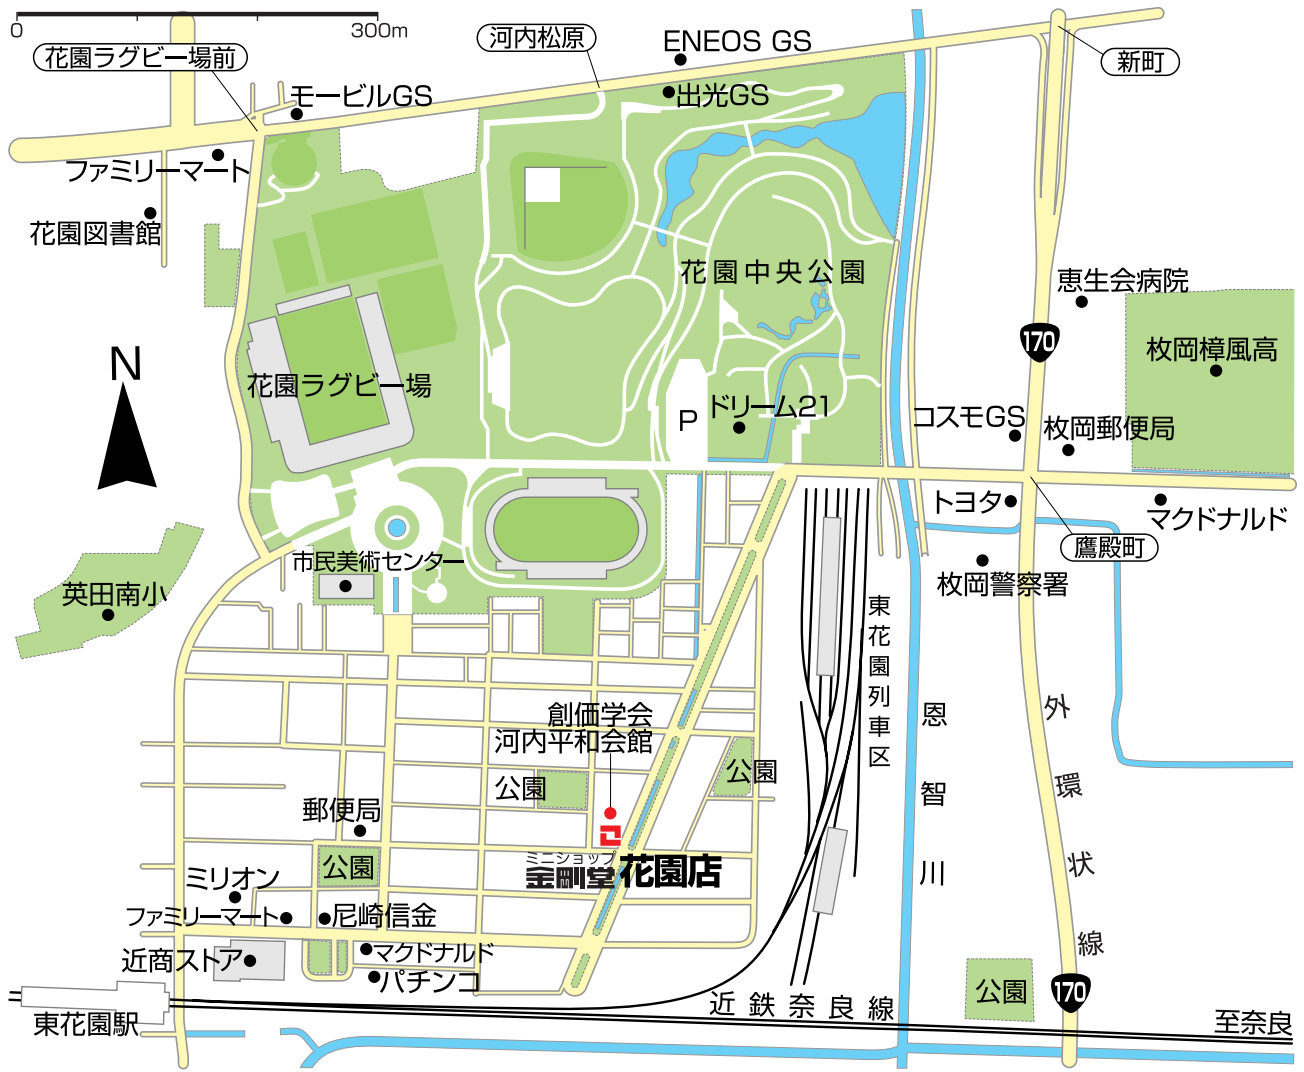 0
300m
花園ラグビー場前
河内松原
ENEOS GS
新町
モービルGS
出光GS
ファミリーマート
花園図書館
花園中央公園
恵生会病院
170
枚岡樟風高
N
花園ラグビー場
P
ドリーム21
コスモGS
枚岡郵便局
トヨタ
マクドナルド
鷹殿町
市民美術センター
枚岡警察署
英田南小
東花園列車区
恩智川
外環状線
創価学会
河内平和会館
公園
公園
郵便局
公園
ミニショップ
金剛堂 花園店
ミリオン
ファミリーマート
尼崎信金
近商ストア
マクドナルド
パチンコ
公園
170
近鉄奈良線
東花園駅
至奈良